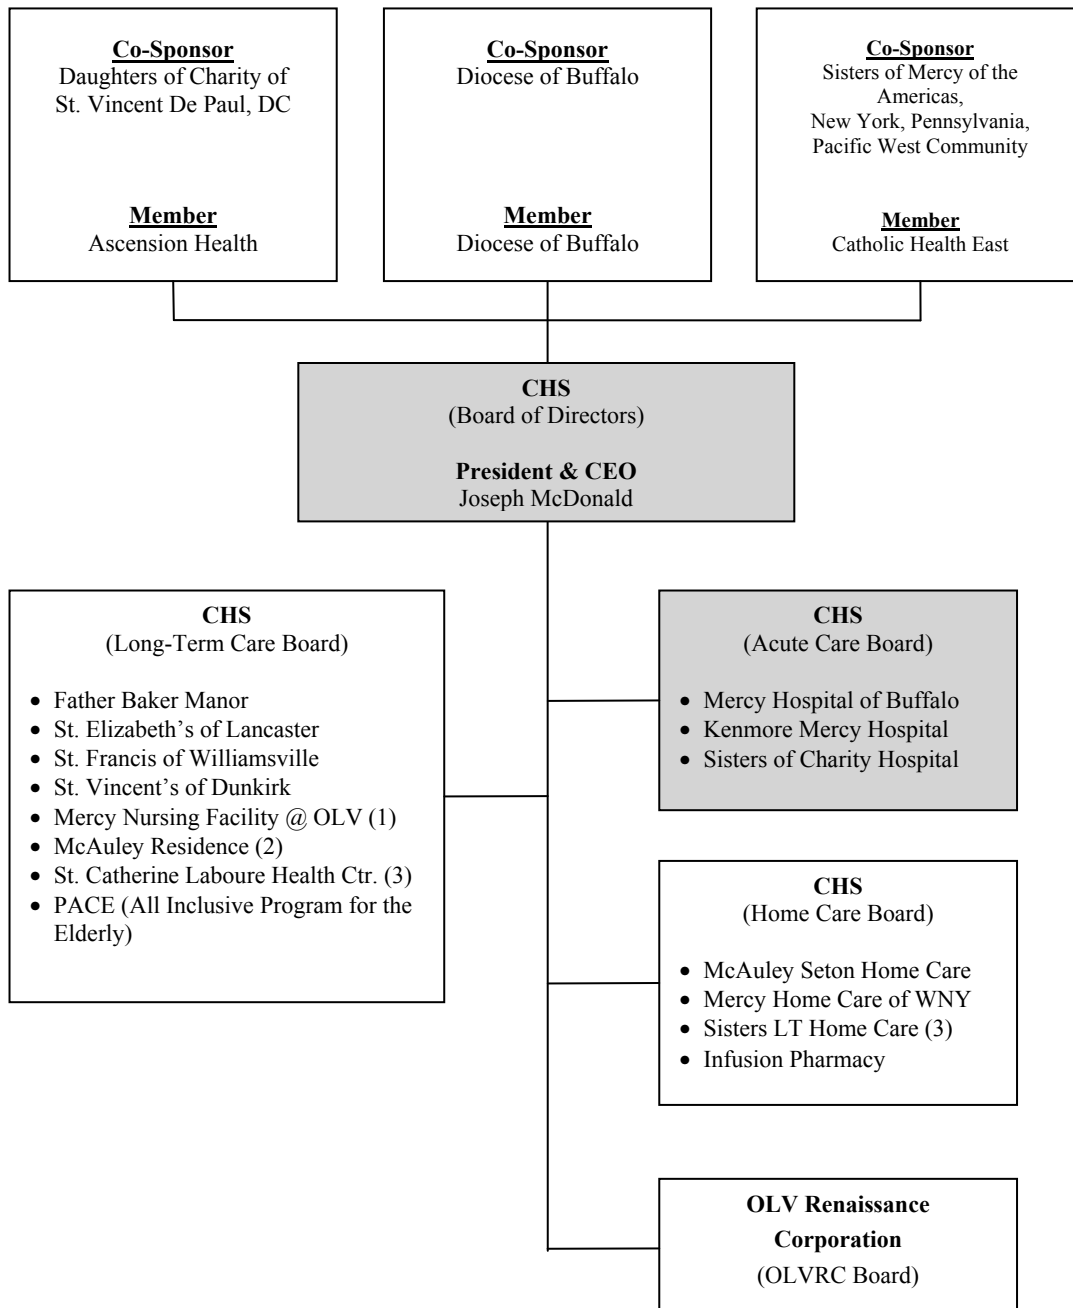 Co-Sponsor
Daughters of Charity of
St. Vincent De Paul, DC
Member
Ascension Health
Co-Sponsor
Diocese of Buffalo
Member
Diocese of Buffalo
Co-Sponsor
Sisters of Mercy of the
Americas,
New York, Pennsylvania,
Pacific West Community
Member
Catholic Health East
CHS
(Board of Directors)
President & CEO
Joseph McDonald
CHS
(Long-Term Care Board)
• Father Baker Manor
• St. Elizabeth’s of Lancaster
• St. Francis of Williamsville
• St. Vincent’s of Dunkirk
• Mercy Nursing Facility @ OLV (1)
• McAuley Residence (2)
• St. Catherine Laboure Health Ctr. (3)
• PACE (All Inclusive Program for the
Elderly)
CHS
(Acute Care Board)
• Mercy Hospital of Buffalo
• Kenmore Mercy Hospital
• Sisters of Charity Hospital
CHS
(Home Care Board)
• McAuley Seton Home Care
• Mercy Home Care of WNY
• Sisters LT Home Care (3)
• Infusion Pharmacy
OLV Renaissance
Corporation
(OLVRC Board)